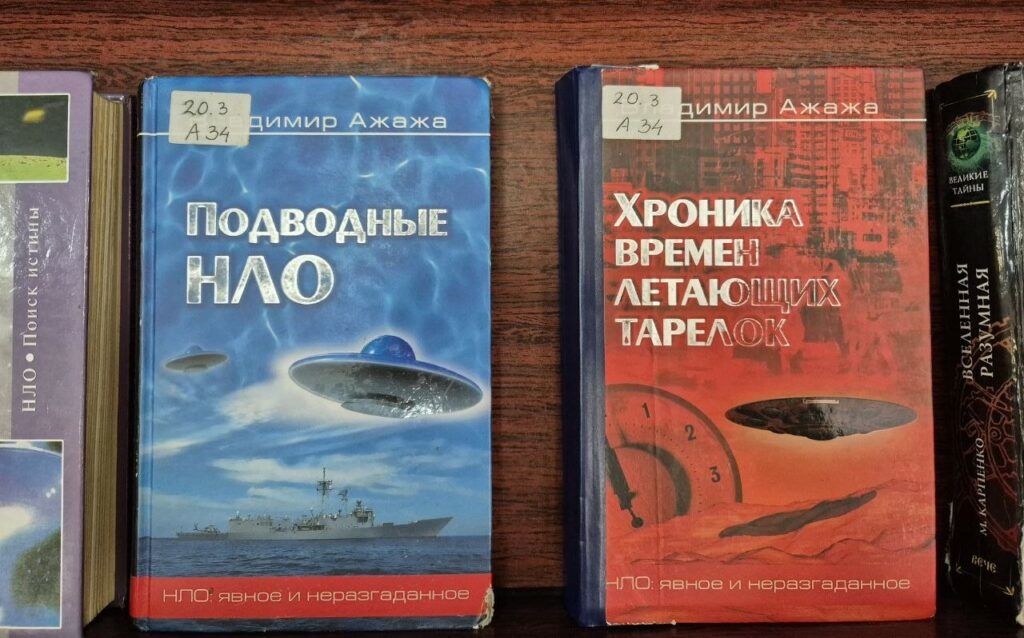 НЛО • Поиск истины
20.3
А 34
димир Ажажа
Подводные
НЛО
НЛО: явное и неразгаданное
20.3
А 34
димир Ажажа
Хроника
времен
летающих
тарелок
1
2
3
НЛО: явное и неразгаданное
ВЕЛИКИЕ
ТАЙНЫ
М. КАРПЕНКО
ВСЕЛЕННАЯ
РАЗУМНАЯ
вече